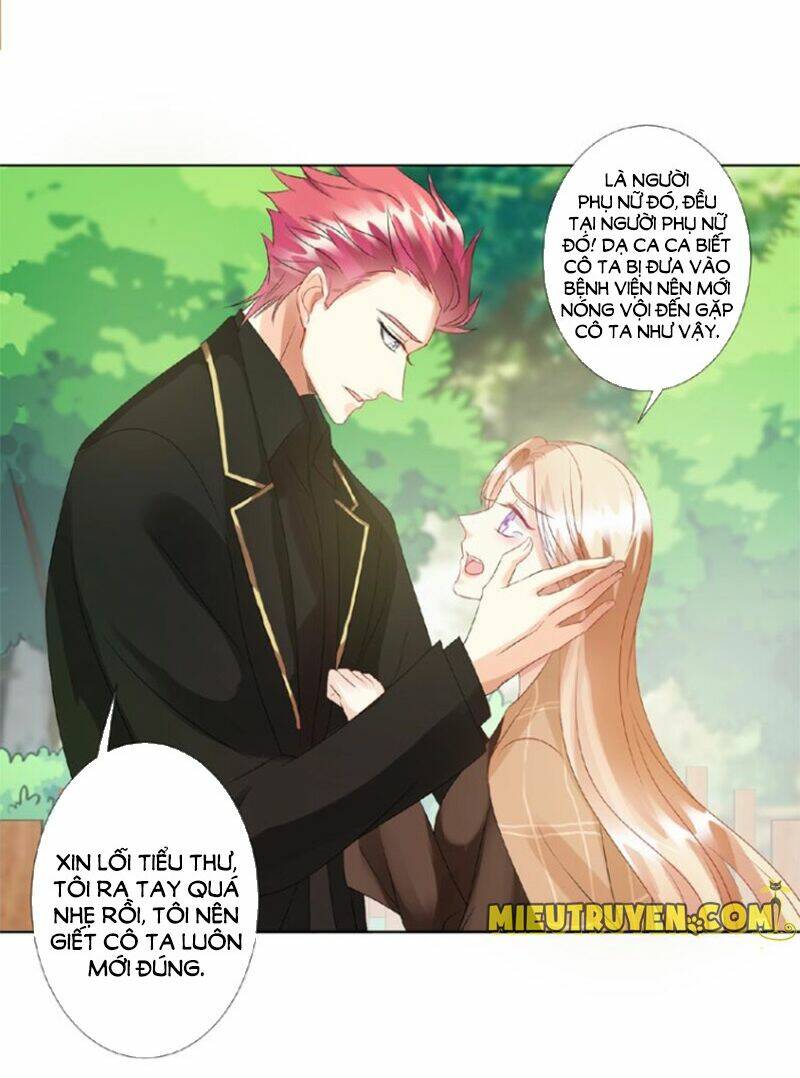 LÀ NGƯỜI
PHỤ NỮ ĐÓ, ĐỀU
TẠI NGƯỜI PHỤ NỮ
ĐÓ! DẠ CA CA BIẾT
CÔ TA BỊ ĐƯA VÀO
BỆNH VIỆN NÊN MỚI
NÓNG VỘI ĐẾN GẶP
CÔ TA NHƯ VẬY.
XIN LỖI TIỂU THƯ,
TÔI RA TAY QUÁ
NHẸ RỒI, TÔI NÊN
GIẾT CÔ TA LUÔN
MỚI ĐÚNG.
MIEUTRUYEN.COM